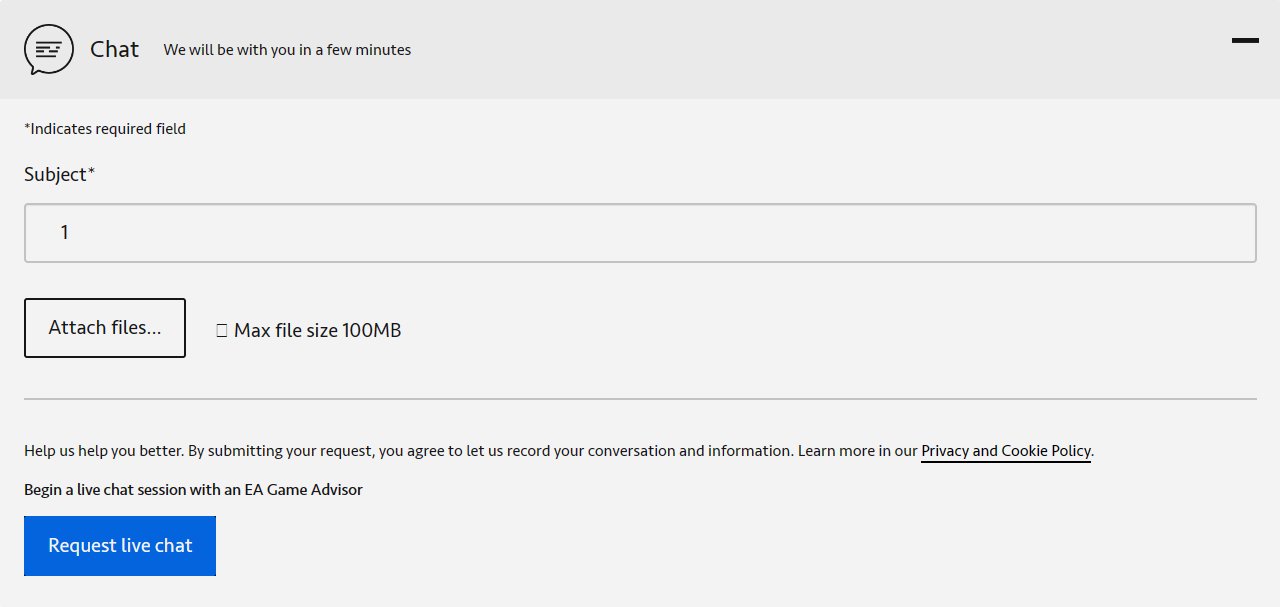 Chat We will be with you in a few minutes
*Indicates required field
Subject*
1
Attach files... Max file size 100MB
Help us help you better. By submitting your request, you agree to let us record your conversation and information. Learn more in our Privacy and Cookie Policy.
Begin a live chat session with an EA Game Advisor
Request live chat